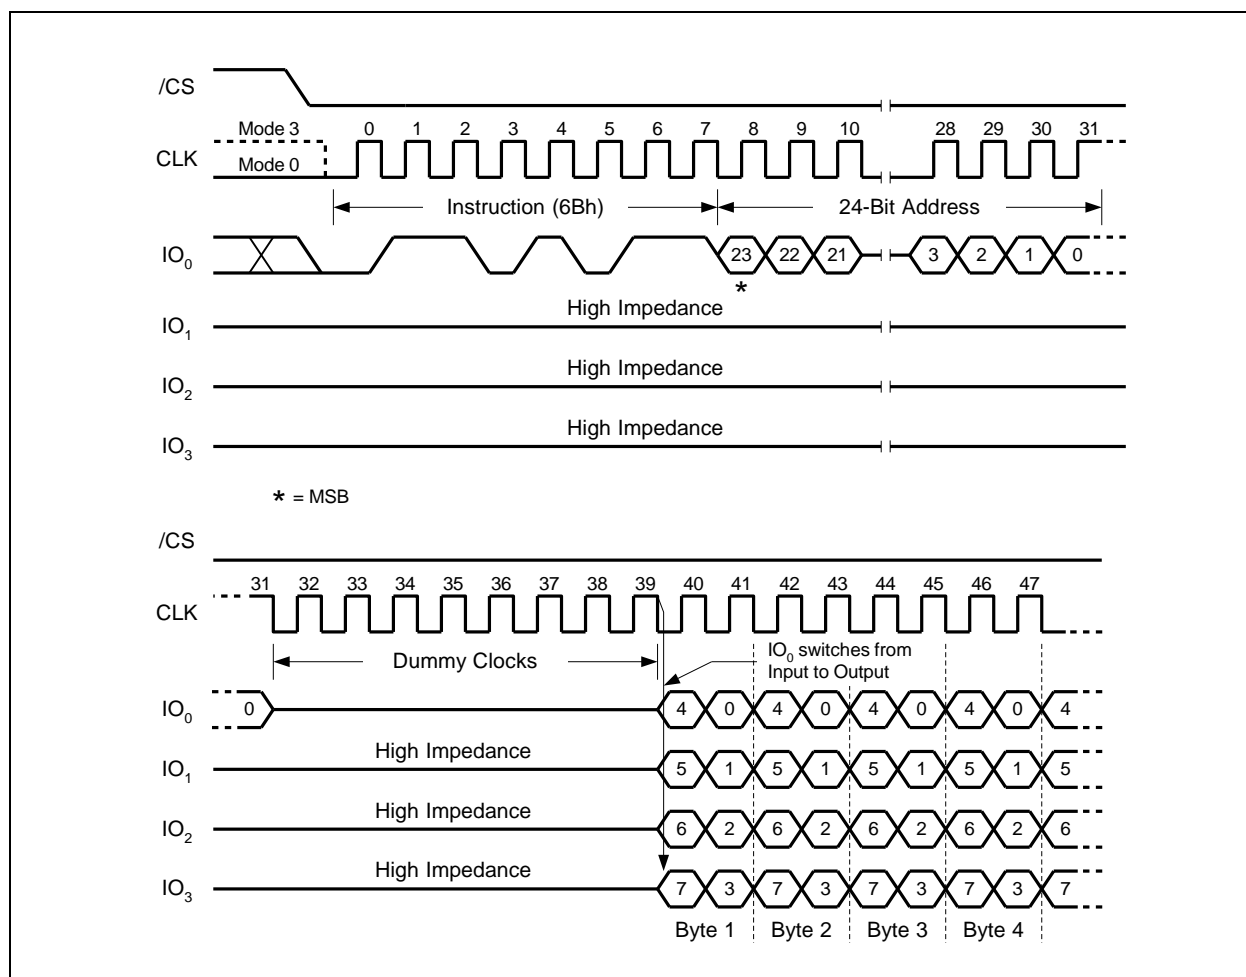 /CS
Mode 3
0 1 2 3 4 5 6 7 8 9 10 28 29 30 31
CLK
Mode 0
Instruction (6Bh) 24-Bit Address
IO0 23 22 21 3 2 1 0
*
High Impedance
IO1
High Impedance
IO2
High Impedance
IO3
* = MSB
/CS
31 32 33 34 35 36 37 38 39 40 41 42 43 44 45 46 47
CLK
Dummy Clocks
IO0 switches from
Input to Output
IO0 0 4 0 4 0 4 0 4 0 4
High Impedance
IO1 5 1 5 1 5 1 5 1 5
High Impedance
IO2 6 2 6 2 6 2 6 2 6
High Impedance
IO3 7 3 7 3 7 3 7 3 7
Byte 1 Byte 2 Byte 3 Byte 4